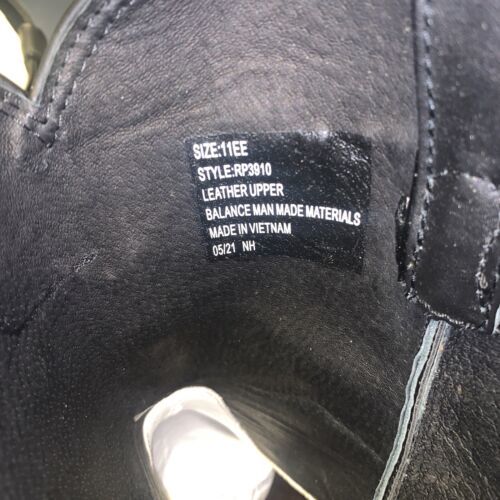 SIZE:11EE
STYLE:RP3910
LEATHER UPPER
BALANCE MAN MADE MATERIALS
MADE IN VIETNAM
05/21 NH